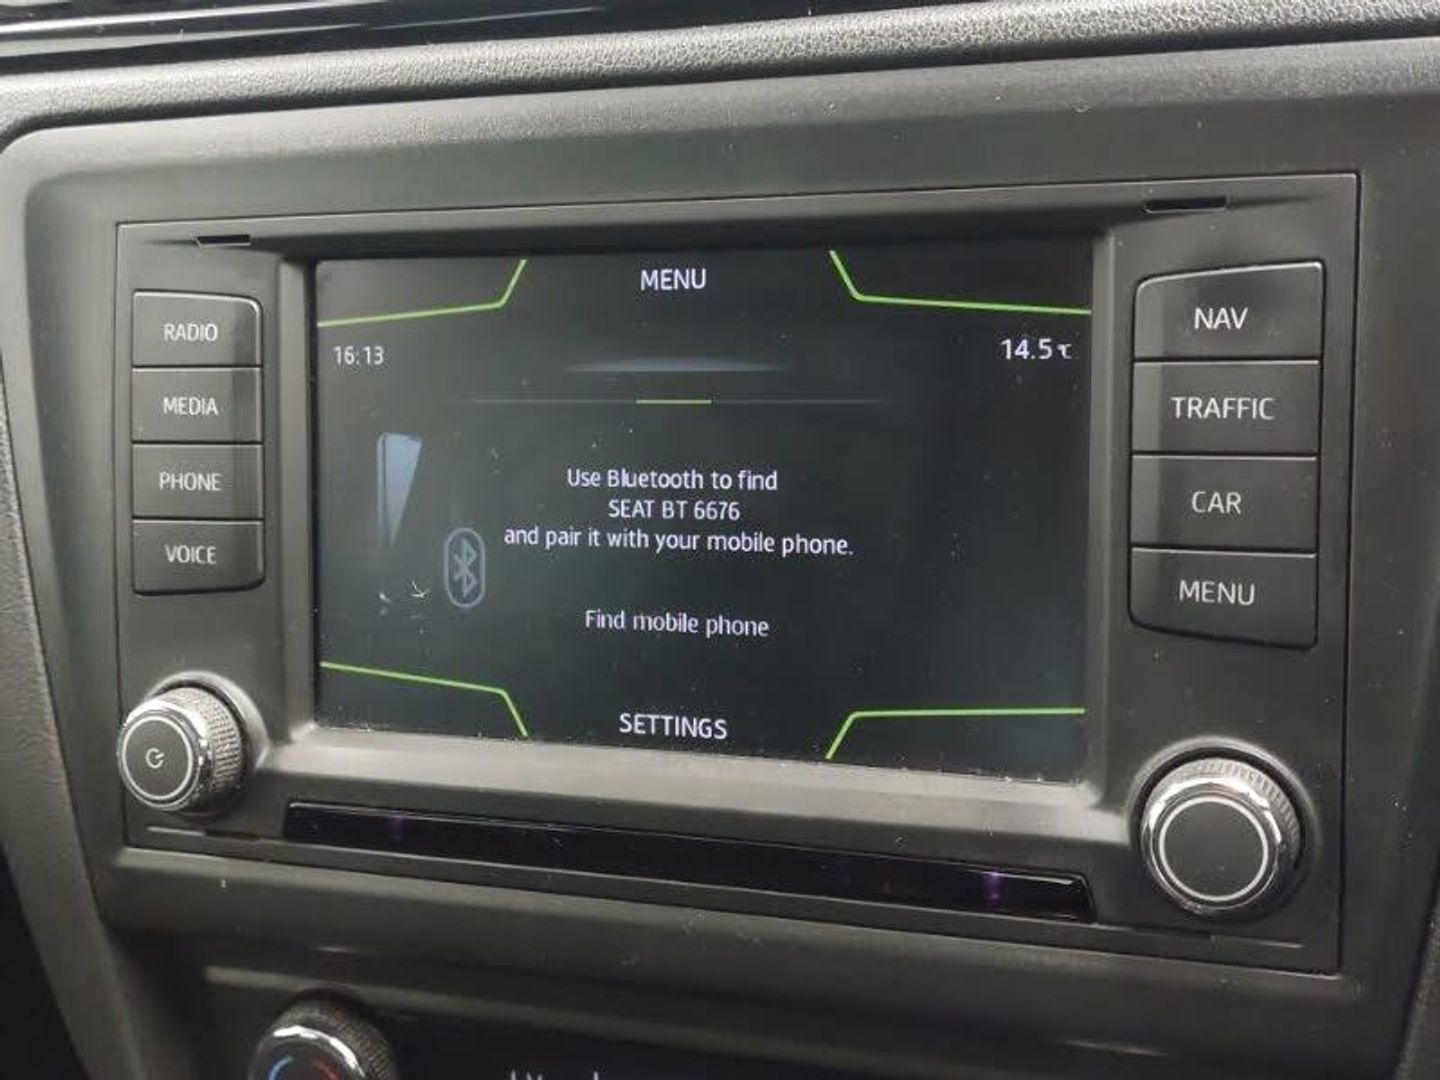 MENU
16:13
14.5℃
Use Bluetooth to find
SEAT BT 6676
and pair it with your mobile phone.
Find mobile phone
SETTINGS
RADIO
MEDIA
PHONE
VOICE
NAV
TRAFFIC
CAR
MENU